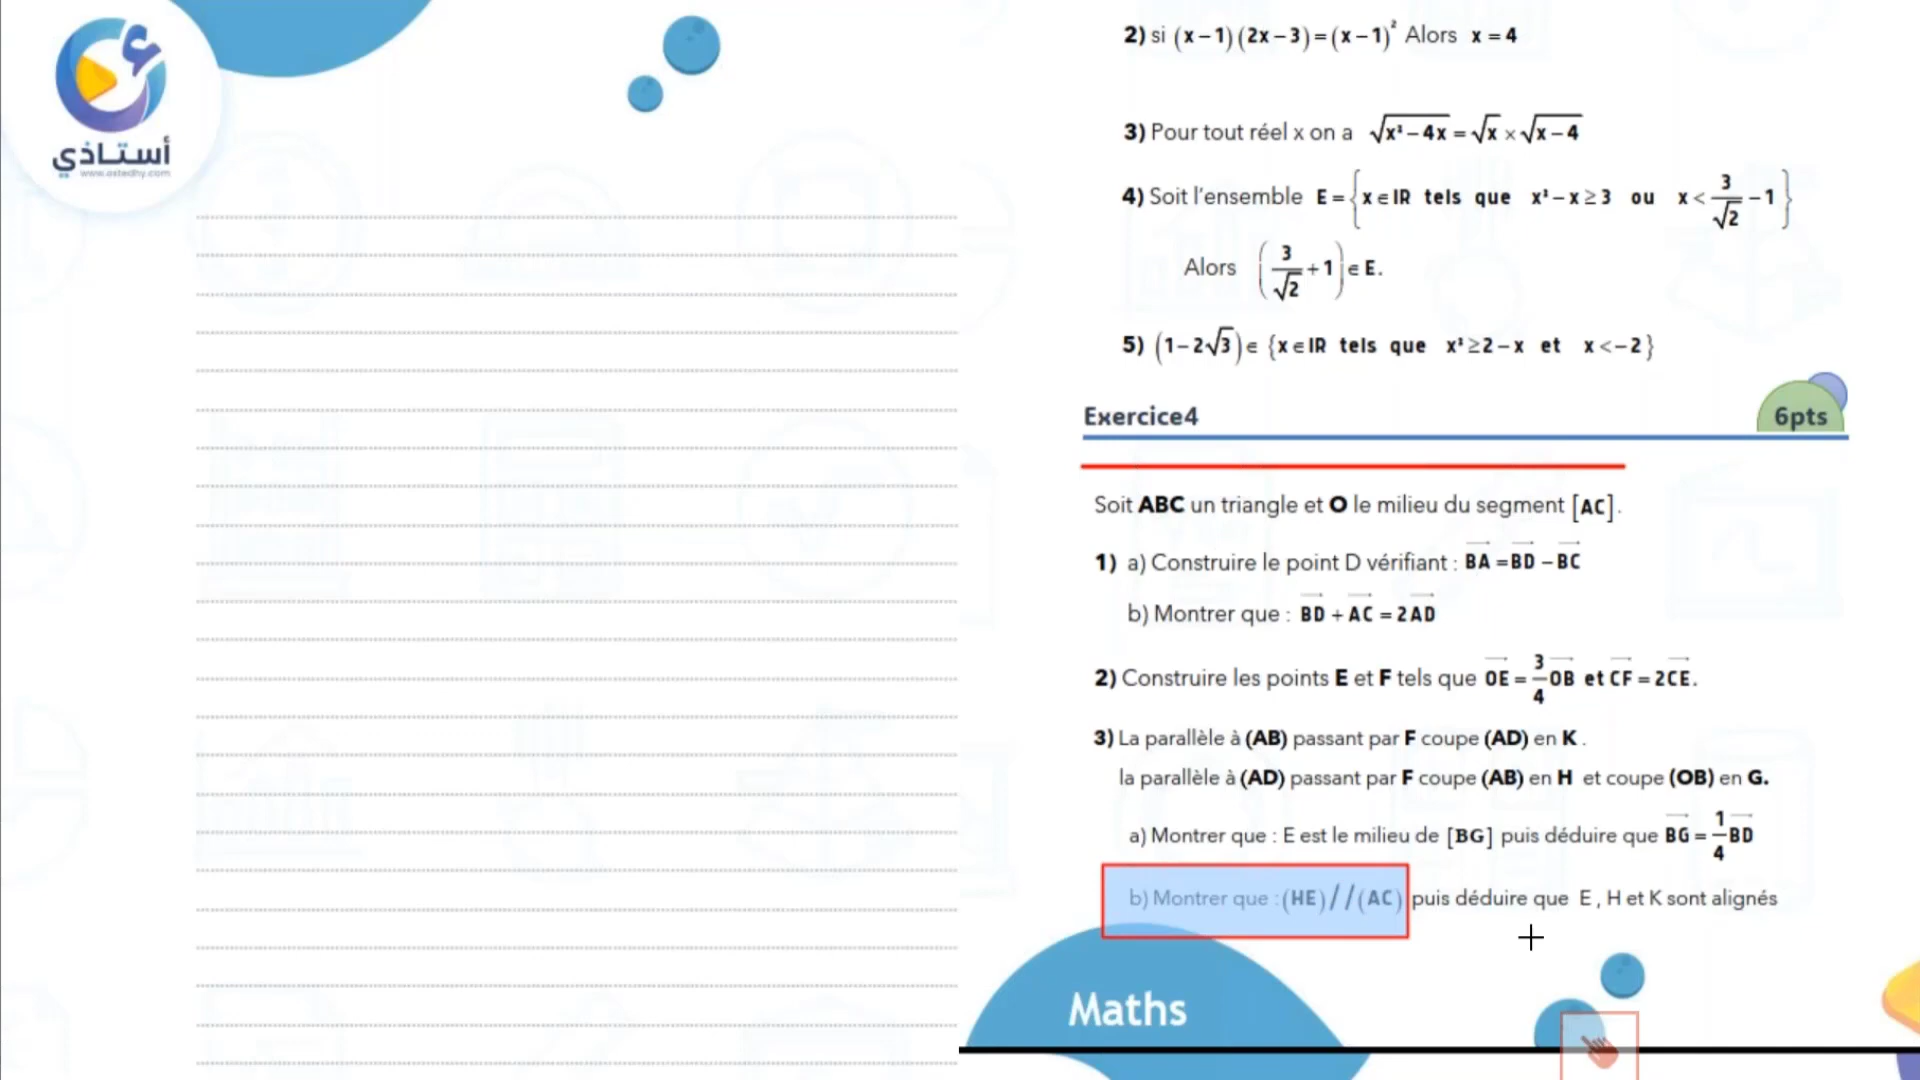 أستاذي
www.ostedhy.com
2) si (x – 1)(2x – 3) = (x – 1)² Alors x = 4
3) Pour tout réel x on a √(x² – 4x) = √x × √(x – 4)
4) Soit l'ensemble E = {x ∈ IR tels que x² – x ≥ 3 ou x < 3/√2 – 1}
Alors (3/√2 + 1) ∈ E.
5) (1 – 2√3) ∈ {x ∈ IR tels que x² ≥ 2 – x et x < –2}
Exercice4 6pts
Soit ABC un triangle et O le milieu du segment [AC].
1) a) Construire le point D vérifiant : BA⃗ = BD⃗ – BC⃗
b) Montrer que : BD⃗ + AC⃗ = 2AD⃗
2) Construire les points E et F tels que OE⃗ = 3/4 OB⃗ et CF⃗ = 2CE⃗.
3) La parallèle à (AB) passant par F coupe (AD) en K .
la parallèle à (AD) passant par F coupe (AB) en H et coupe (OB) en G.
a) Montrer que : E est le milieu de [BG] puis déduire que BG⃗ = 1/4 BD⃗
b) Montrer que : (HE)//(AC) puis déduire que E , H et K sont alignés
Maths